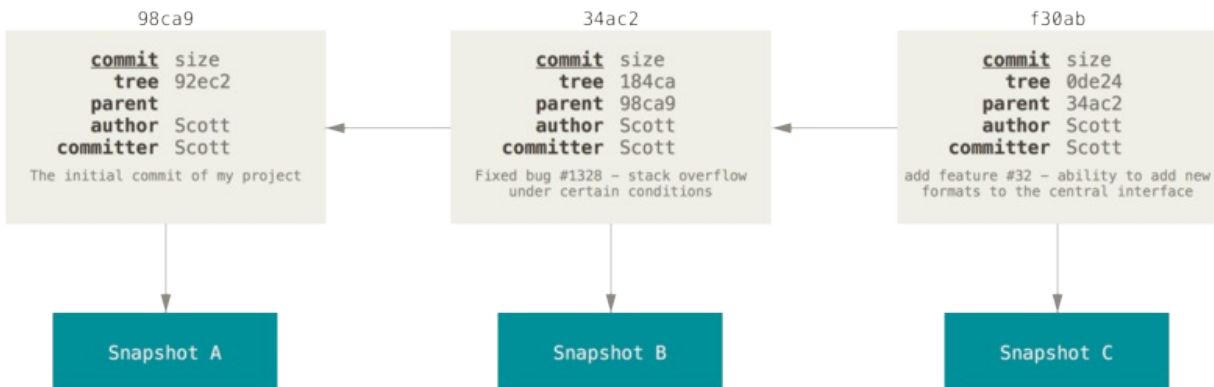 98ca9
commit size
tree 92ec2
parent
author Scott
committer Scott
The initial commit of my project
Snapshot A
34ac2
commit size
tree 184ca
parent 98ca9
author Scott
committer Scott
Fixed bug #1328 – stack overflow
under certain conditions
Snapshot B
f30ab
commit size
tree 0de24
parent 34ac2
author Scott
committer Scott
add feature #32 – ability to add new
formats to the central interface
Snapshot C